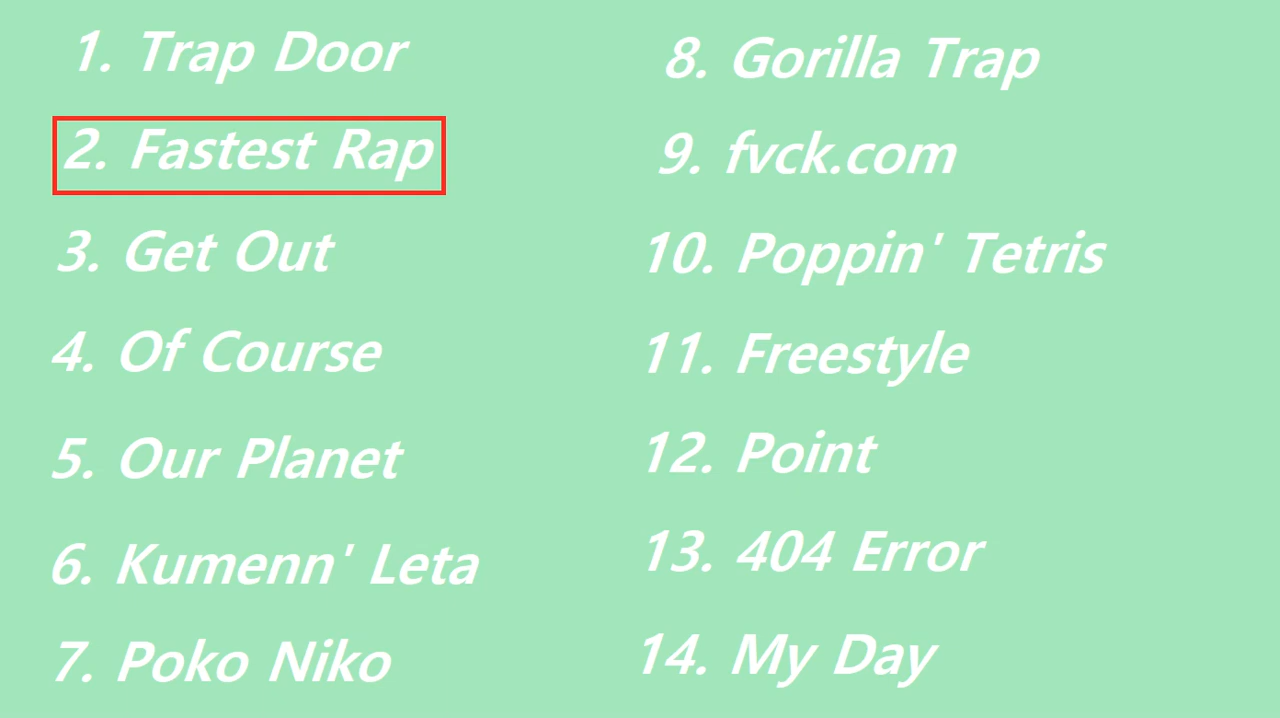 1. Trap Door
2. Fastest Rap
3. Get Out
4. Of Course
5. Our Planet
6. Kumenn' Leta
7. Poko Niko
8. Gorilla Trap
9. fvck.com
10. Poppin' Tetris
11. Freestyle
12. Point
13. 404 Error
14. My Day